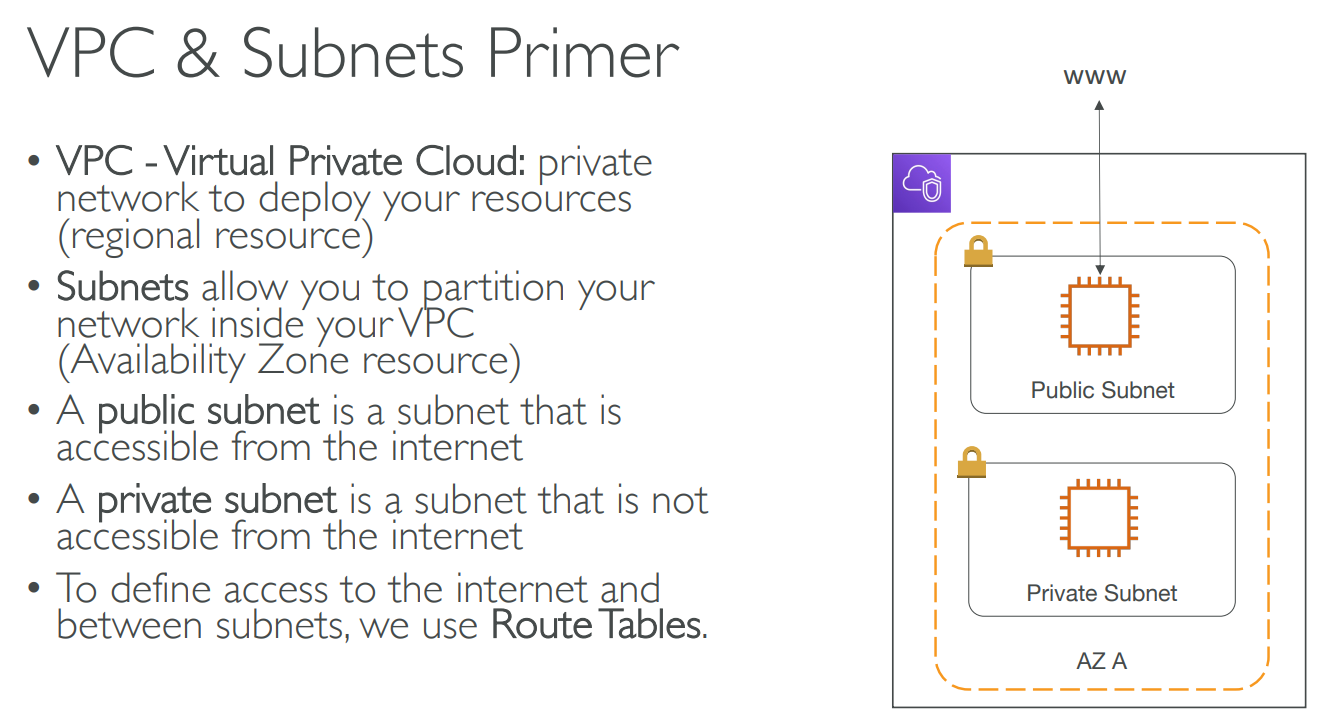 VPC & Subnets Primer
• VPC - Virtual Private Cloud: private
network to deploy your resources
(regional resource)
• Subnets allow you to partition your
network inside your VPC
(Availability Zone resource)
• A public subnet is a subnet that is
accessible from the internet
• A private subnet is a subnet that is not
accessible from the internet
• To define access to the internet and
between subnets, we use Route Tables.
www
Public Subnet
Private Subnet
AZ A